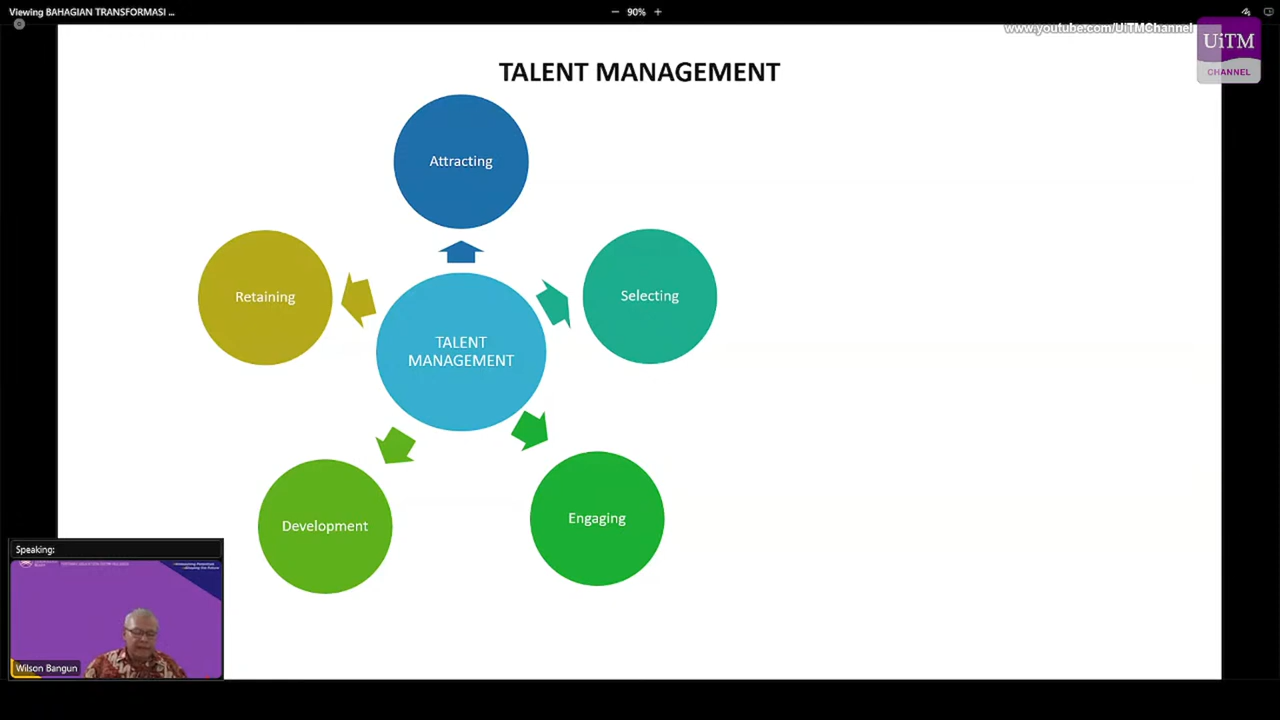 Viewing BAHAGIAN TRANSFORMASI ...
90%
www.youtube.com/UiTMChannel
UiTM
CHANNEL
TALENT MANAGEMENT
Attracting
Retaining
Selecting
TALENT
MANAGEMENT
Development
Engaging
Speaking:
Wilson Bangun